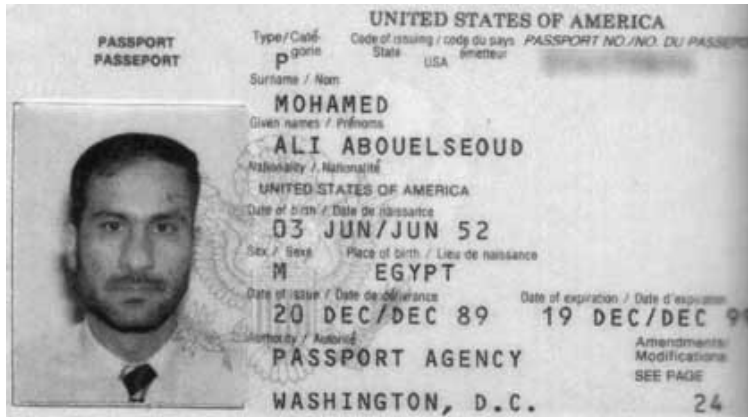 UNITED STATES OF AMERICA
PASSPORT
PASSEPORT
Type/Caté-
gorie
P
Code of issuing / code du pays
State
USA
émetteur
PASSPORT NO./NO. DU PASSEPO
Surname / Nom
MOHAMED
Given names / Prénoms
ALI ABOUELSEOUD
Nationality / Nationalité
UNITED STATES OF AMERICA
Date of birth / Date de naissance
03 JUN/JUN 52
Sex / Sexe Place of birth / Lieu de naissance
M EGYPT
Date of issue / Date de délivrance Date of expiration / Date d'expiration
20 DEC/DEC 89 19 DEC/DEC 9
Authority / Autorité
Amendments/
Modifications
PASSPORT AGENCY
SEE PAGE
WASHINGTON, D.C. 24